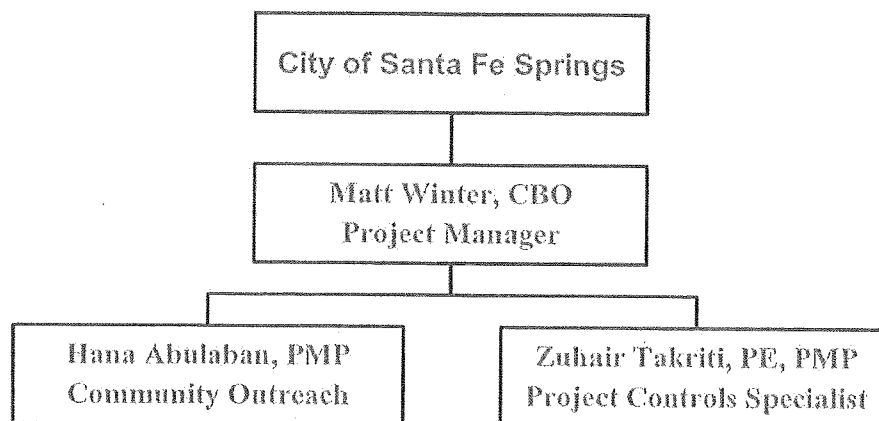 City of Santa Fe Springs
Matt Winter, CBO
Project Manager
Hana Abulaban, PMP
Community Outreach
Zuhair Takriti, PE, PMP
Project Controls Specialist